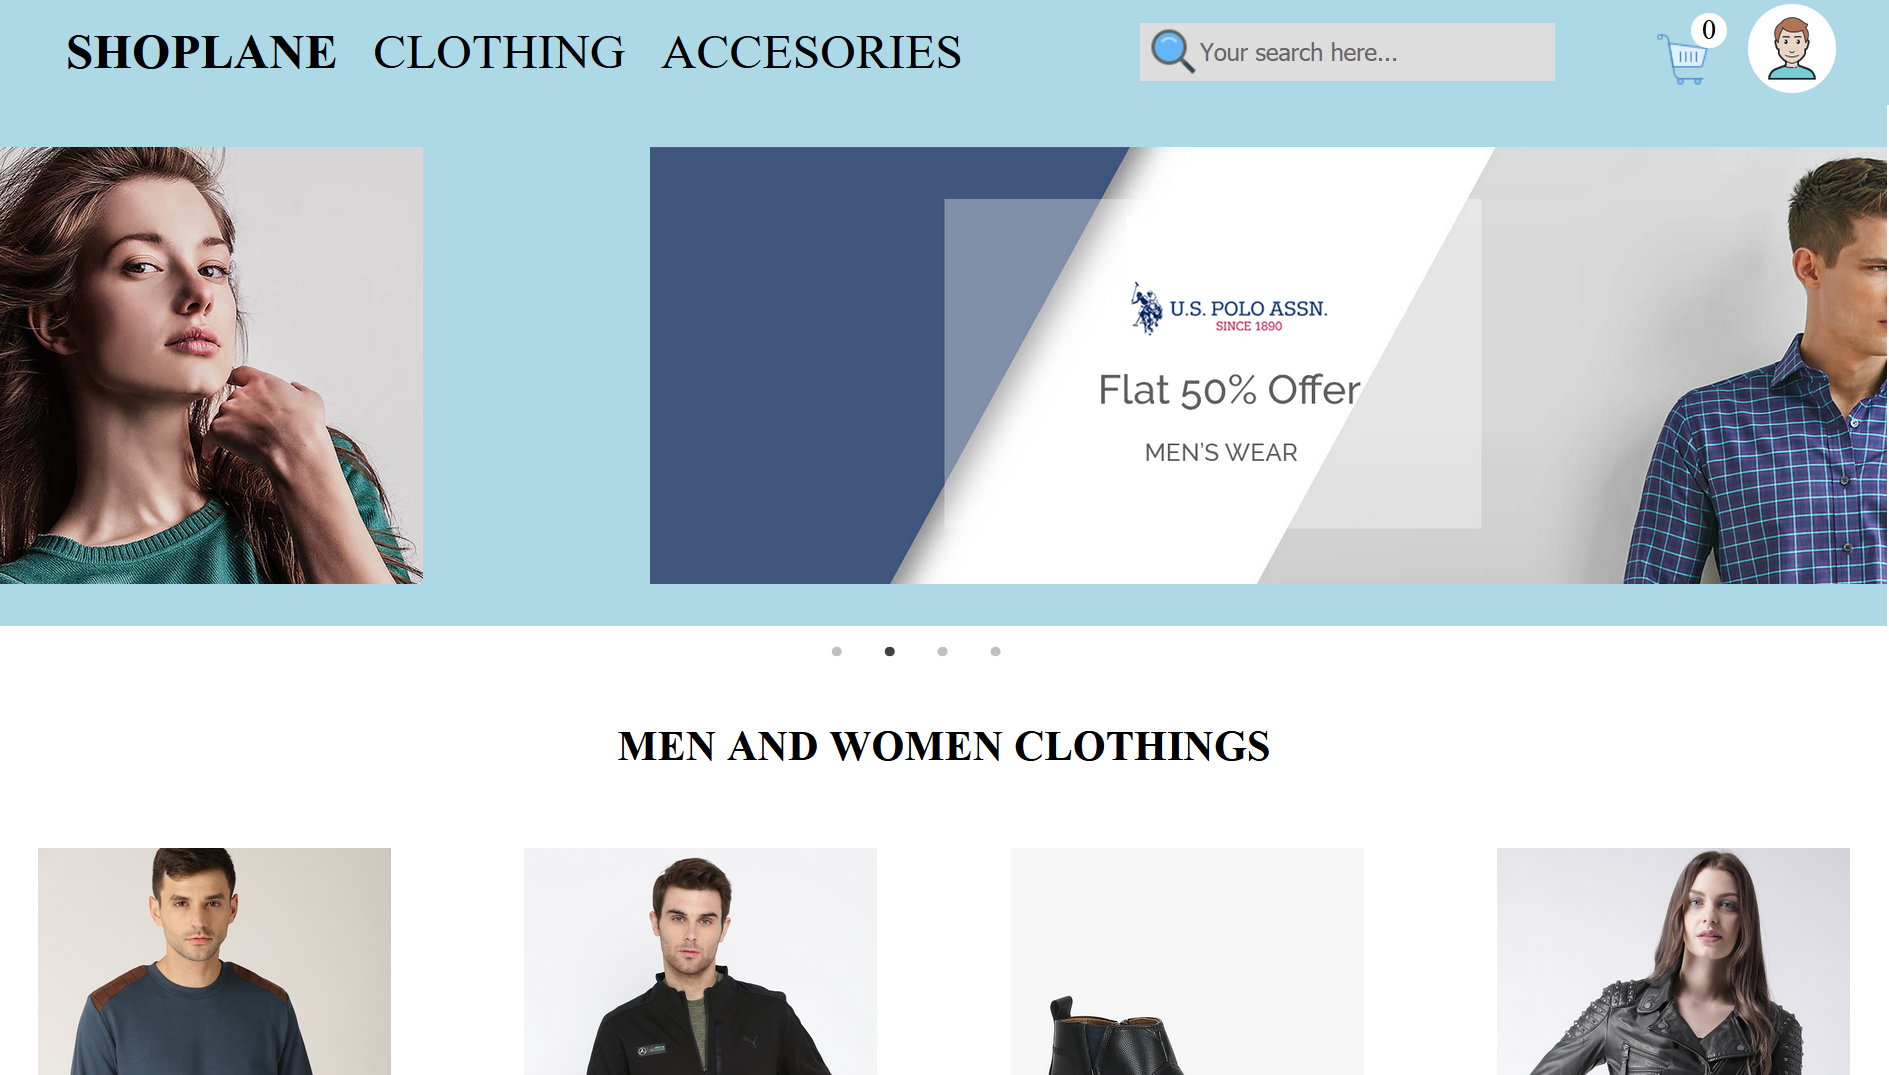 SHOPLANE CLOTHING ACCESORIES
Your search here...
0
U.S. POLO ASSN.
SINCE 1890
Flat 50% Offer
MEN'S WEAR
MEN AND WOMEN CLOTHINGS